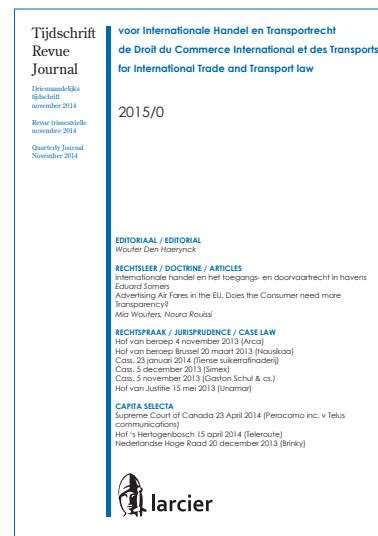 Tijdschrift
Revue
Journal
Driemaandelijks
tijdschrift
november 2014
Revue trimestrielle
novembre 2014
Quarterly Journal
November 2014
voor Internationale Handel en Transportrecht
de Droit du Commerce International et des Transports
for International Trade and Transport law
2015/0
EDITORIAAL / EDITORIAL
Wouter Den Haerynck
RECHTSLEER / DOCTRINE / ARTICLES
Internationale handel en het toegangs- en doorvaartrecht in havens
Eduard Somers
Advertising Air Fares in the EU. Does the Consumer need more
Transparency?
Mia Wouters, Noura Rouissi
RECHTSPRAAK / JURISPRUDENCE / CASE LAW
Hof van beroep 4 november 2013 (Arca)
Hof van beroep Brussel 20 maart 2013 (Nausikaa)
Cass. 23 januari 2014 (Tiense suikerrafinaderij)
Cass. 5 december 2013 (Simex)
Cass. 5 november 2013 (Gaston Schul & cs.)
Hof van Justitie 15 mei 2013 (Unamar)
CAPITA SELECTA
Supreme Court of Canada 23 April 2014 (Peracomo inc. v Telus
communications)
Hof 's Hertogenbosch 15 april 2014 (Teleroute)
Nederlandse Hoge Raad 20 december 2013 (Brinky)
larcier